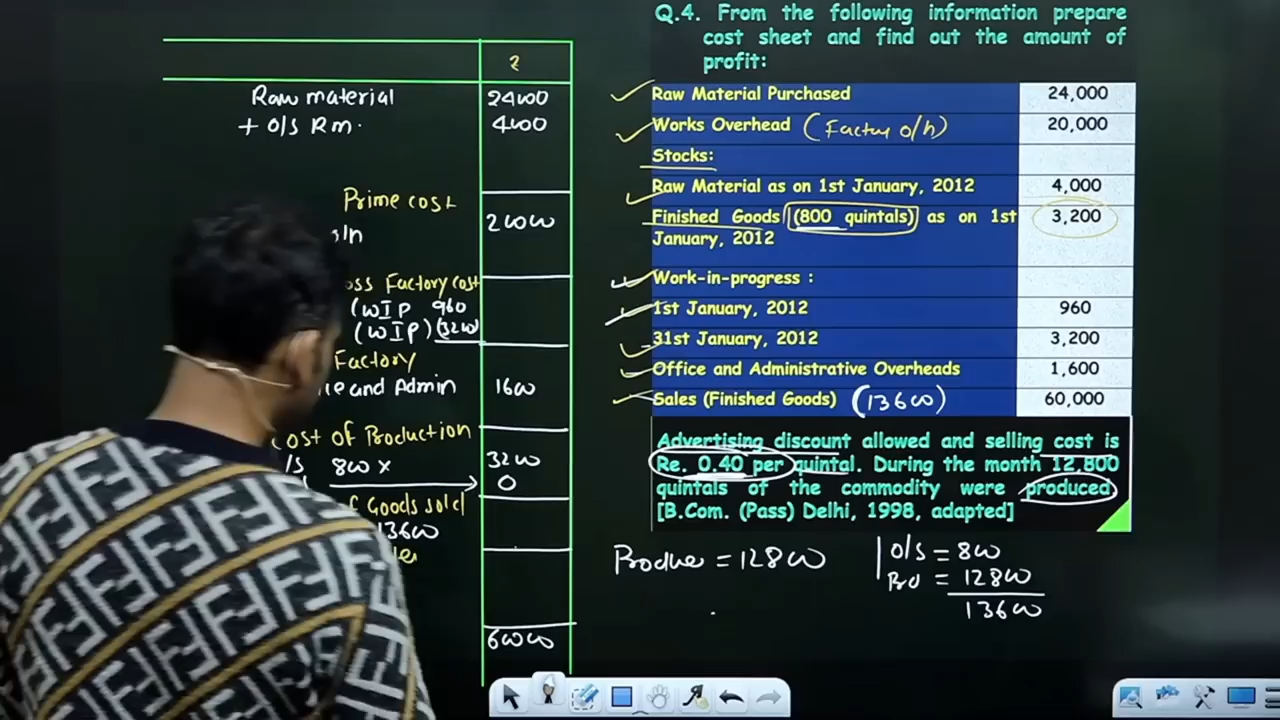 Q.4. From the following information prepare
cost sheet and find out the amount of
profit:
Raw Material Purchased 24,000
Works Overhead (Factory o/h) 20,000
Stocks:
Raw Material as on 1st January, 2012 4,000
Finished Goods (800 quintals) as on 1st 3,200
January, 2012
Work-in-progress :
1st January, 2012 960
31st January, 2012 3,200
Office and Administrative Overheads 1,600
Sales (Finished Goods) (13600) 60,000
Advertising discount allowed and selling cost is
Re. 0.40 per quintal. During the month 12,800
quintals of the commodity were produced.
[B.Com. (Pass) Delhi, 1998, adapted]
Raw material 24000
+ O/S Rm. 4000
Prime cost
o/h 20000
oss Factory cost
(WIP 960
(WIP) (3200)
Factory
ce and Admin 1600
Cost of Production
/S 800 x 3200
0
f Goods sold
13600
60000
= 12800
O/S = 800
= 12800
13600